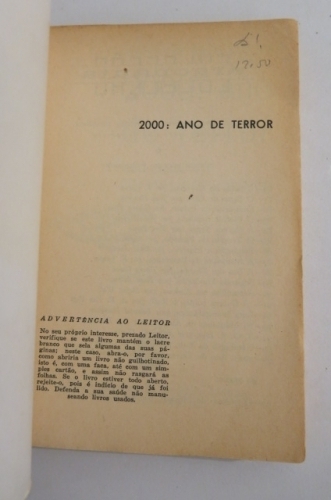 17.50
2000: ANO DE TERROR
ADVERTÊNCIA AO LEITOR
No seu próprio interesse, prezado Leitor,
verifique se este livro mantém o lacre
branco que sela algumas das suas pá-
ginas; neste caso, abra-o, por favor,
como abriria um livro não guilhotinado,
isto é, com uma faca, até com um sim-
ples cartão, e assim não rasgará as
folhas. Se o livro estiver todo aberto,
rejeite-o, pois é indício de que já foi
lido. Defenda a sua saúde não manu-
seando livros usados.